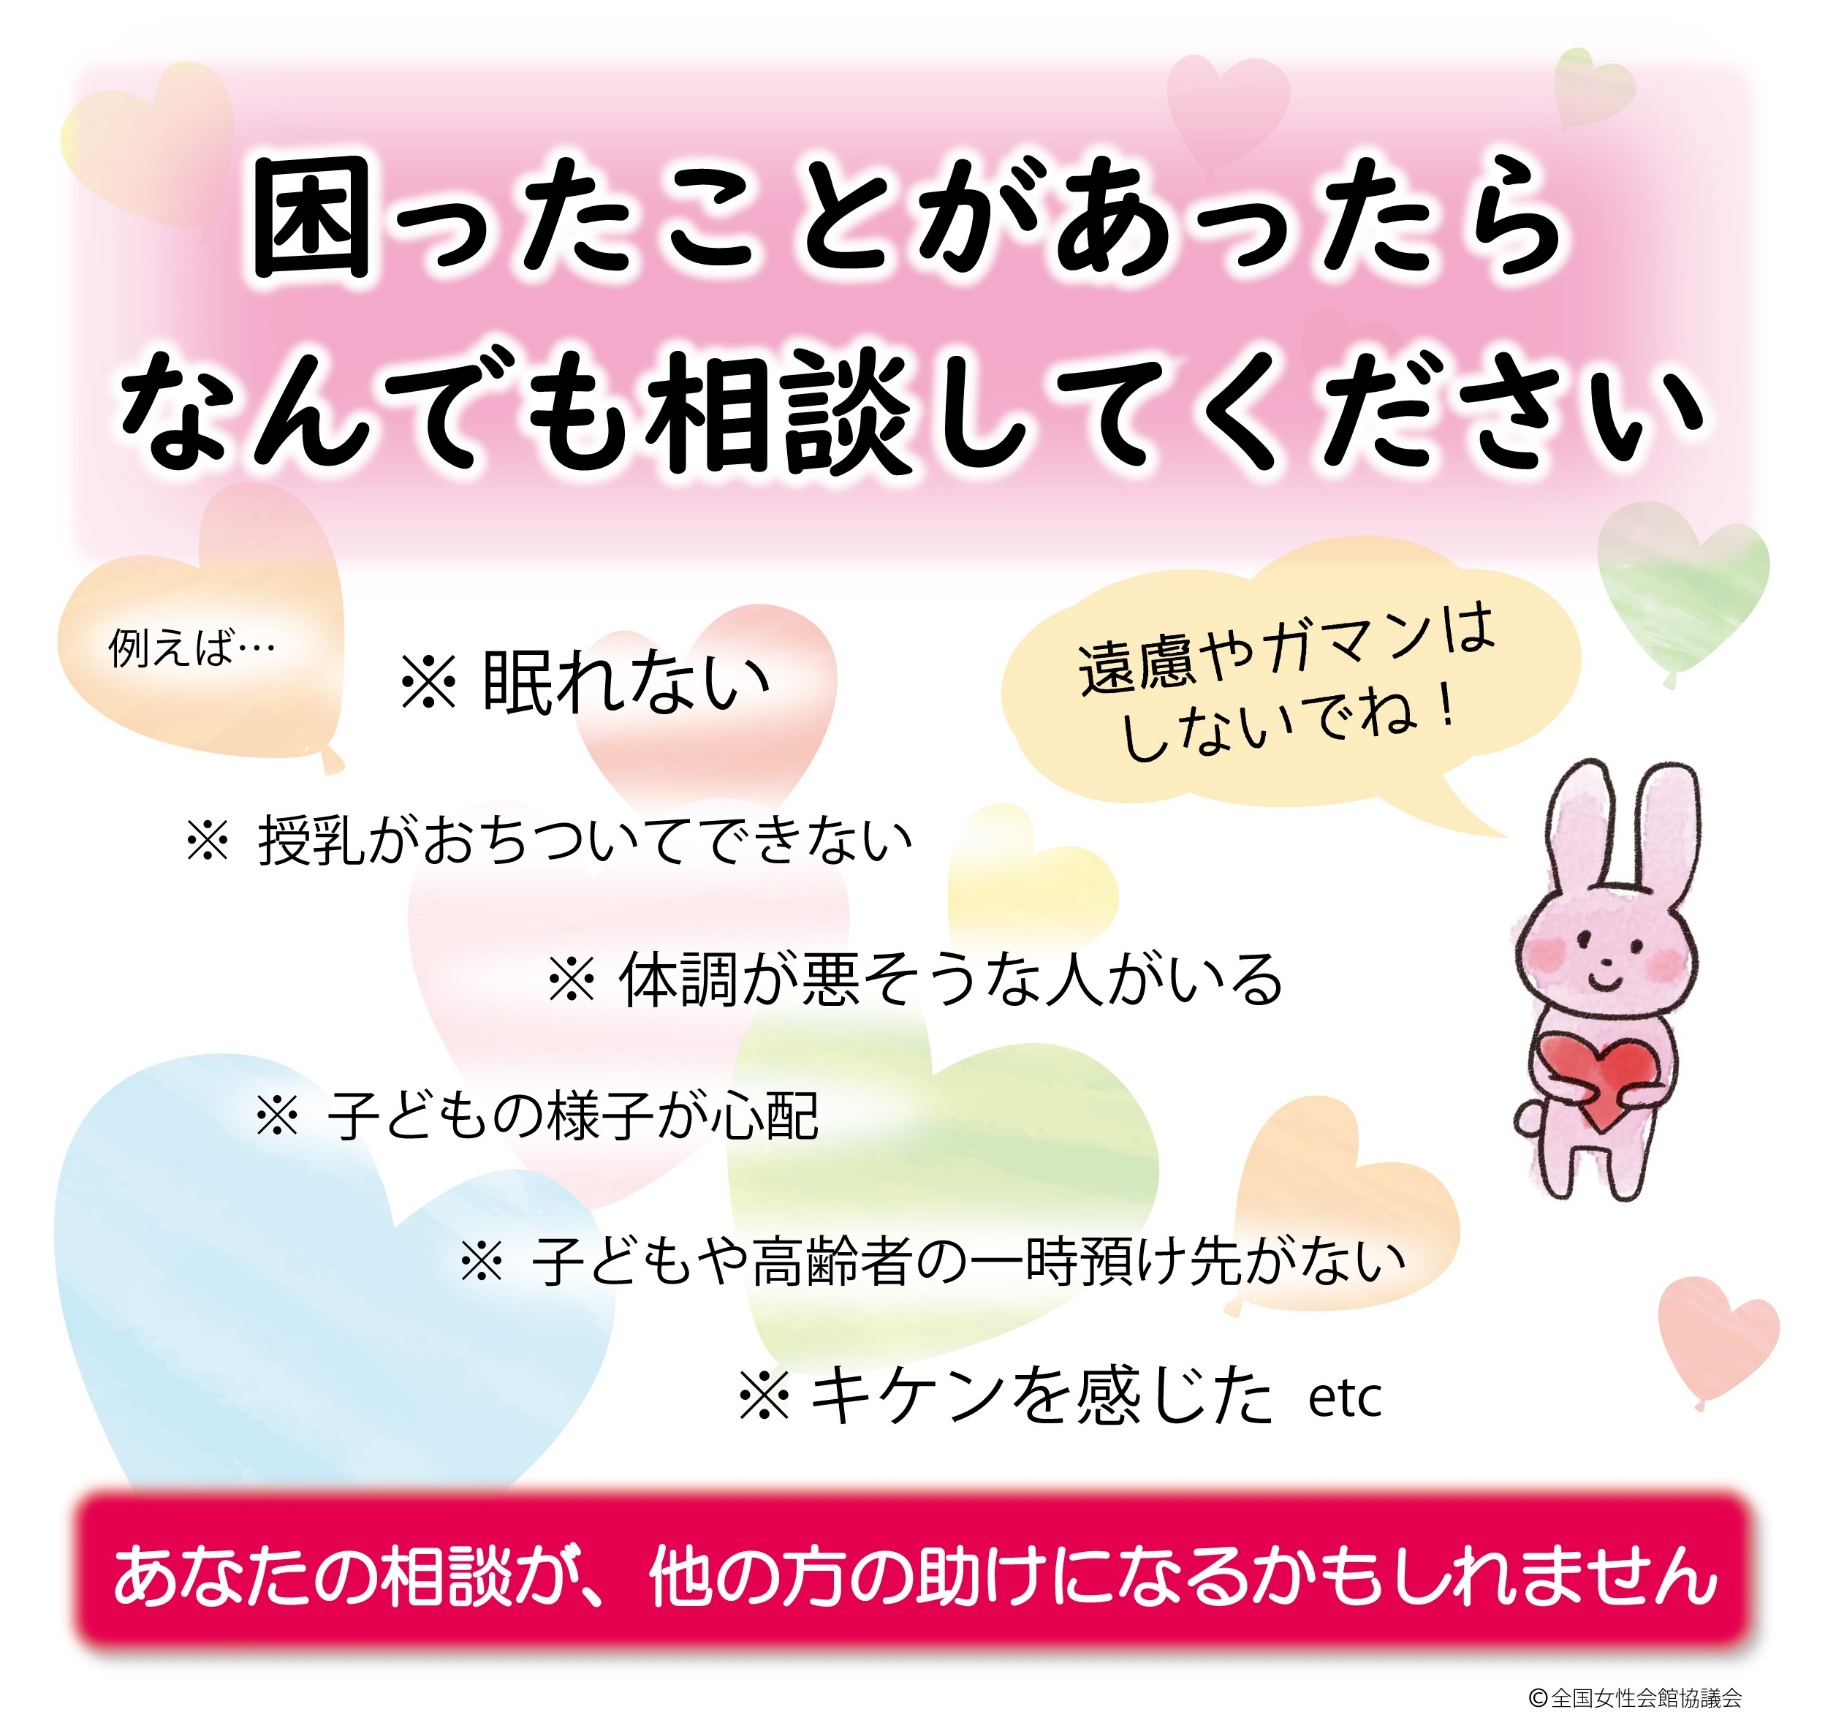 困ったことがあったら
なんでも相談してください
例えば…
※ 眠れない
遠慮やガマンは
しないでね！
※ 授乳がおちついてできない
※ 体調が悪そうな人がいる
※ 子どもの様子が心配
※ 子どもや高齢者の一時預け先がない
※ キケンを感じた etc
あなたの相談が、他の方の助けになるかもしれません
©全国女性会館協議会